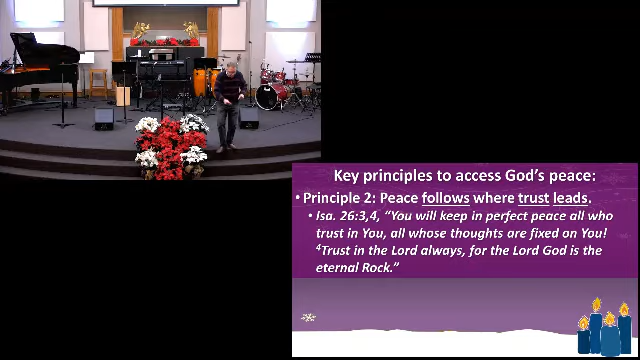 Key principles to access God's peace:
• Principle 2: Peace follows where trust leads.
• Isa. 26:3,4, “You will keep in perfect peace all who
trust in You, all whose thoughts are fixed on You!
4Trust in the Lord always, for the Lord God is the
eternal Rock.”